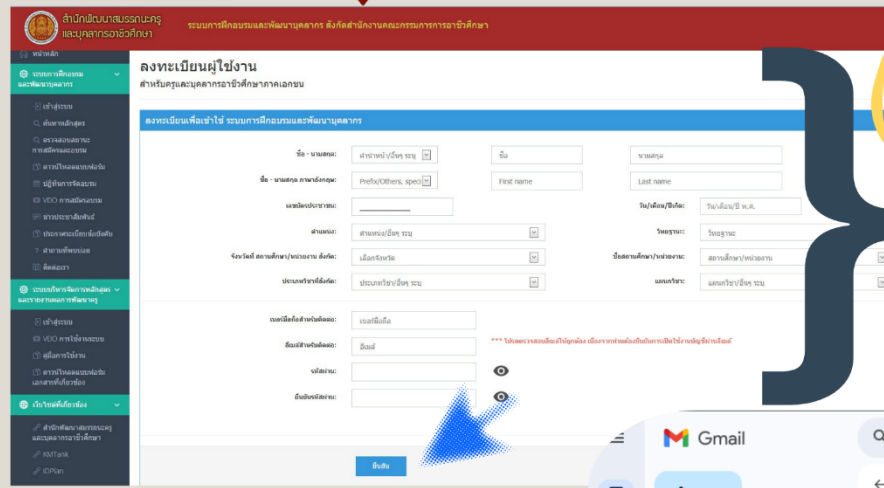 สำนักพัฒนาสมรรถนะครู
และบุคลากรอาชีวศึกษา
ระบบการฝึกอบรมและพัฒนาบุคลากร สังกัดสำนักงานคณะกรรมการการอาชีวศึกษา
หน้าหลัก
ระบบการฝึกอบรม
และพัฒนาบุคลากร
เข้าสู่ระบบ
ค้นหาหลักสูตร
ตรวจสอบสถานะ
การสมัครและอบรม
ดาวน์โหลดแบบฟอร์ม
ปฏิทินการจัดอบรม
VDO การสมัครอบรม
ข่าวประชาสัมพันธ์
ประกาศระเบียบข้อบังคับ
คำถามที่พบบ่อย
ติดต่อเรา
ระบบบริหารจัดการหลักสูตร
และรายงานผลการพัฒนาครู
เข้าสู่ระบบ
VDO การใช้งานระบบ
คู่มือการใช้งาน
ดาวน์โหลดแบบฟอร์ม
เอกสารที่เกี่ยวข้อง
เว็บไซต์ที่เกี่ยวข้อง
สำนักพัฒนาสมรรถนะครู
และบุคลากรอาชีวศึกษา
KMTank
IDPlan
ลงทะเบียนผู้ใช้งาน
สำหรับครูและบุคลากรอาชีวศึกษาภาคเอกชน
ลงทะเบียนเพื่อเข้าใช้ ระบบการฝึกอบรมและพัฒนาบุคลากร
ชื่อ - นามสกุล: คำนำหน้า/อื่นๆ ระบุ ชื่อ นามสกุล
ชื่อ - นามสกุล ภาษาอังกฤษ: Prefix/Others, speci First name Last name
เลขบัตรประชาชน: วัน/เดือน/ปีเกิด: วัน/เดือน/ปี พ.ศ.
ตำแหน่ง: ตำแหน่ง/อื่นๆ ระบุ วิทยฐานะ: วิทยฐานะ
จังหวัดที่ สถานศึกษา/หน่วยงาน สังกัด: เลือกจังหวัด ชื่อสถานศึกษา/หน่วยงาน: สถานศึกษา/หน่วยงาน
ประเภทวิชาที่สังกัด: ประเภทวิชา/อื่นๆ ระบุ แผนกวิชา: แผนกวิชา/อื่นๆ ระบุ
เบอร์มือถือสำหรับติดต่อ: เบอร์มือถือ
อีเมล์สำหรับติดต่อ: อีเมล์ *** โปรดตรวจสอบอีเมล์ให้ถูกต้อง เนื่องจากท่านต้องยืนยันการเปิดใช้งานบัญชีผ่านอีเมล์
รหัสผ่าน:
ยืนยันรหัสผ่าน:
ยืนยัน
Gmail